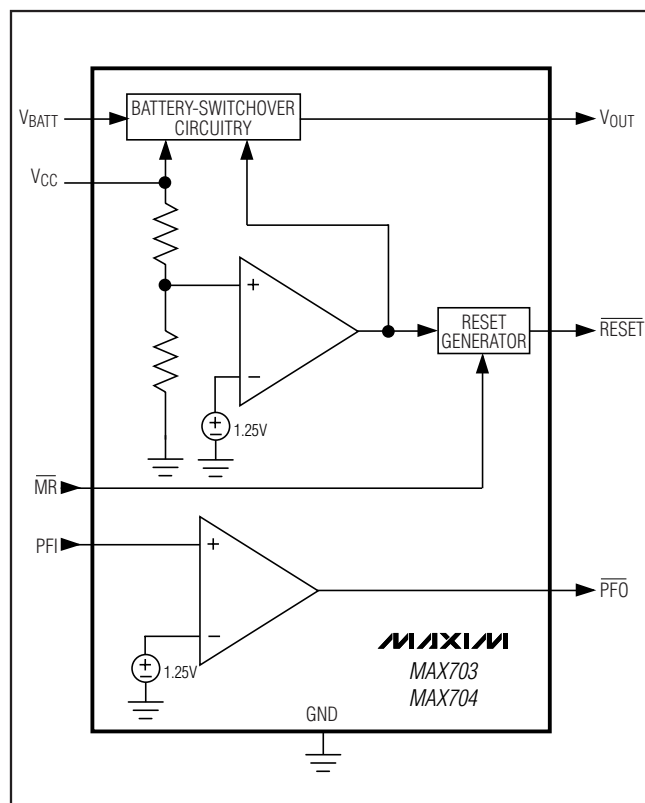 BATTERY-SWITCHOVER
CIRCUITRY
VBATT
VOUT
VCC
+
−
1.25V
RESET
GENERATOR
RESET
MR
PFI
+
−
1.25V
PFO
MAXIM
MAX703
MAX704
GND